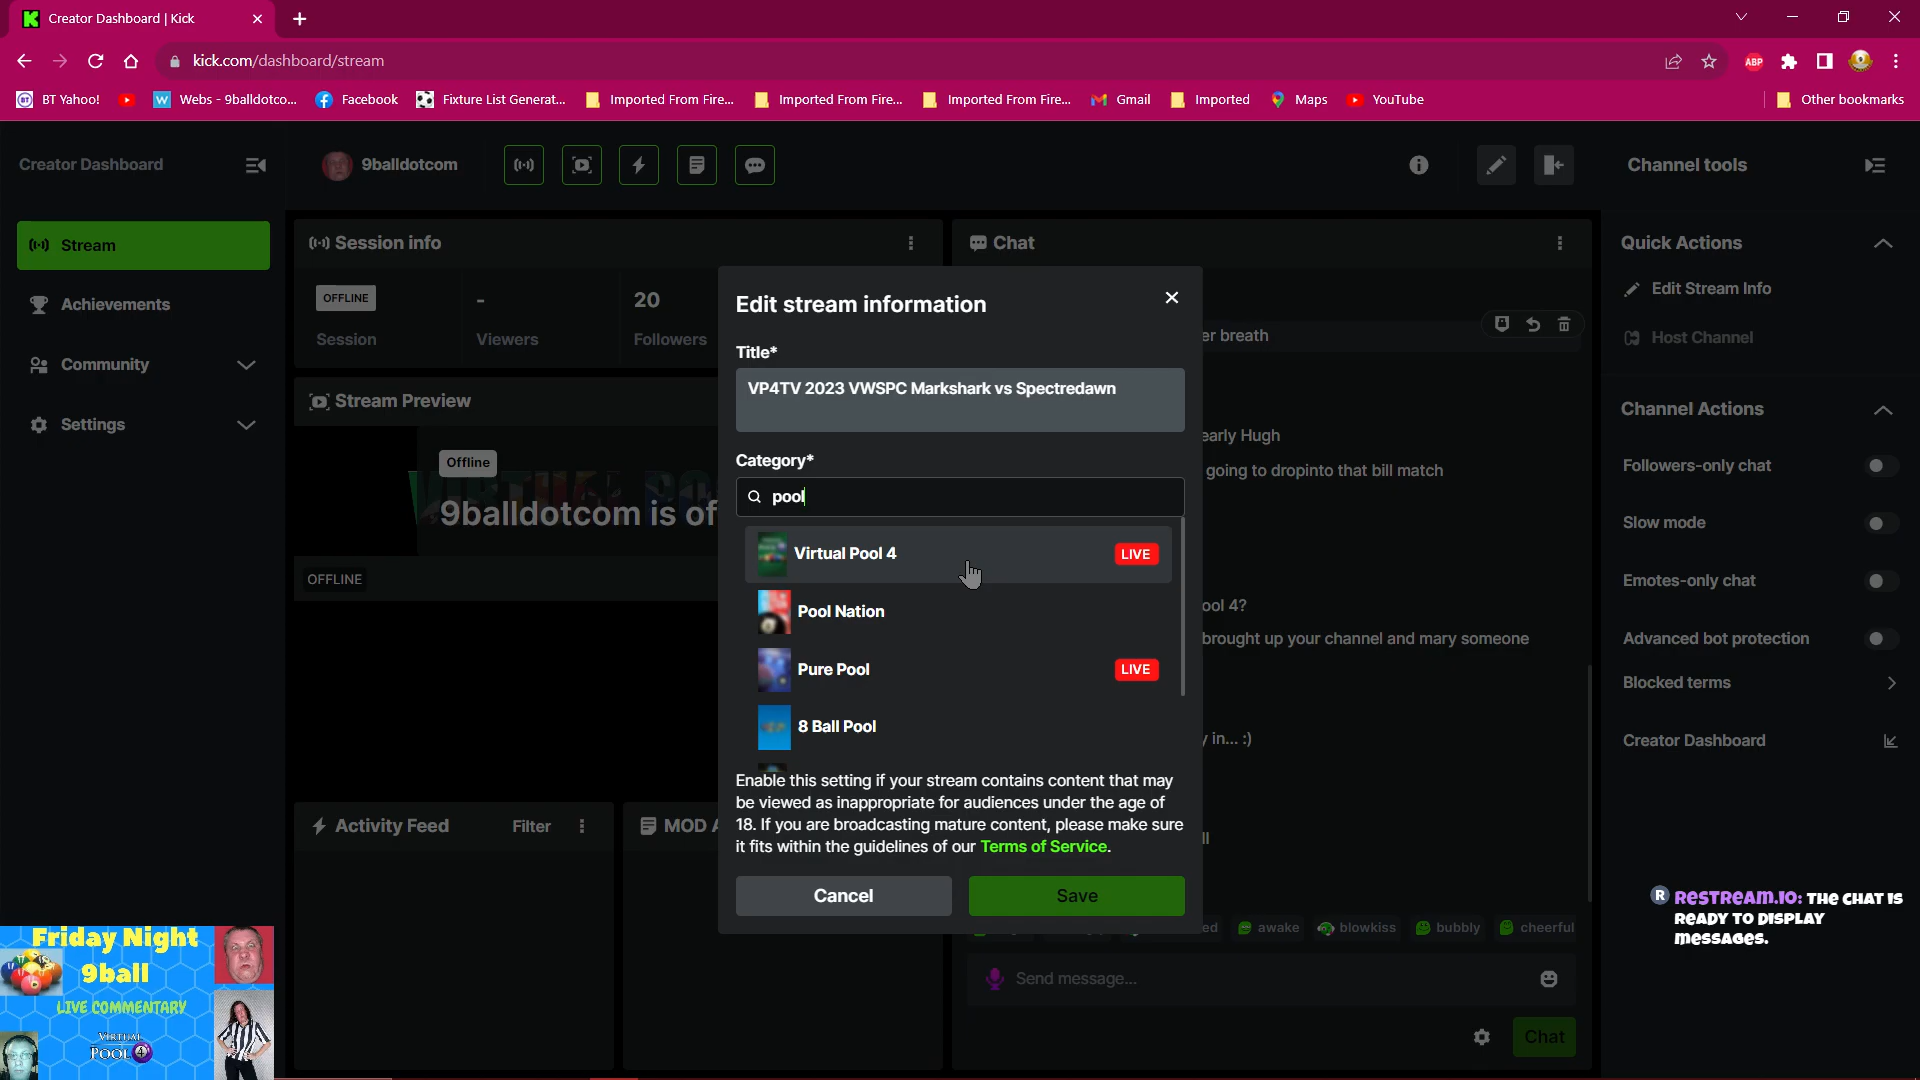 Creator Dashboard | Kick
kick.com/dashboard/stream
ABP
BT Yahoo!
Webs - 9balldotco...
Facebook
Fixture List Generat...
Imported From Fire...
Imported From Fire...
Imported From Fire...
Gmail
Imported
Maps
YouTube
Other bookmarks
Creator Dashboard
9balldotcom
Channel tools
Stream
Achievements
Community
Settings
Session info
OFFLINE
-
20
Session
Viewers
Followers
Stream Preview
Offline
9balldotcom is of
OFFLINE
Activity Feed
Filter
MOD A
Edit stream information
Title*
VP4TV 2023 VWSPC Markshark vs Spectredawn
Category*
pool
Virtual Pool 4
LIVE
Pool Nation
Pure Pool
LIVE
8 Ball Pool
Enable this setting if your stream contains content that may
be viewed as inappropriate for audiences under the age of
18. If you are broadcasting mature content, please make sure
it fits within the guidelines of our Terms of Service.
Cancel
Save
Chat
er breath
early Hugh
going to dropinto that bill match
ool 4?
brought up your channel and mary someone
y in... :)
ll
ed
awake
blowkiss
bubbly
cheerful
Send message...
Chat
Quick Actions
Edit Stream Info
Host Channel
Channel Actions
Followers-only chat
Slow mode
Emotes-only chat
Advanced bot protection
Blocked terms
Creator Dashboard
R Restream.io: The chat is
ready to display
messages.
Friday Night
9ball
LIVE COMMENTARY
VIRTUAL
POOL 4